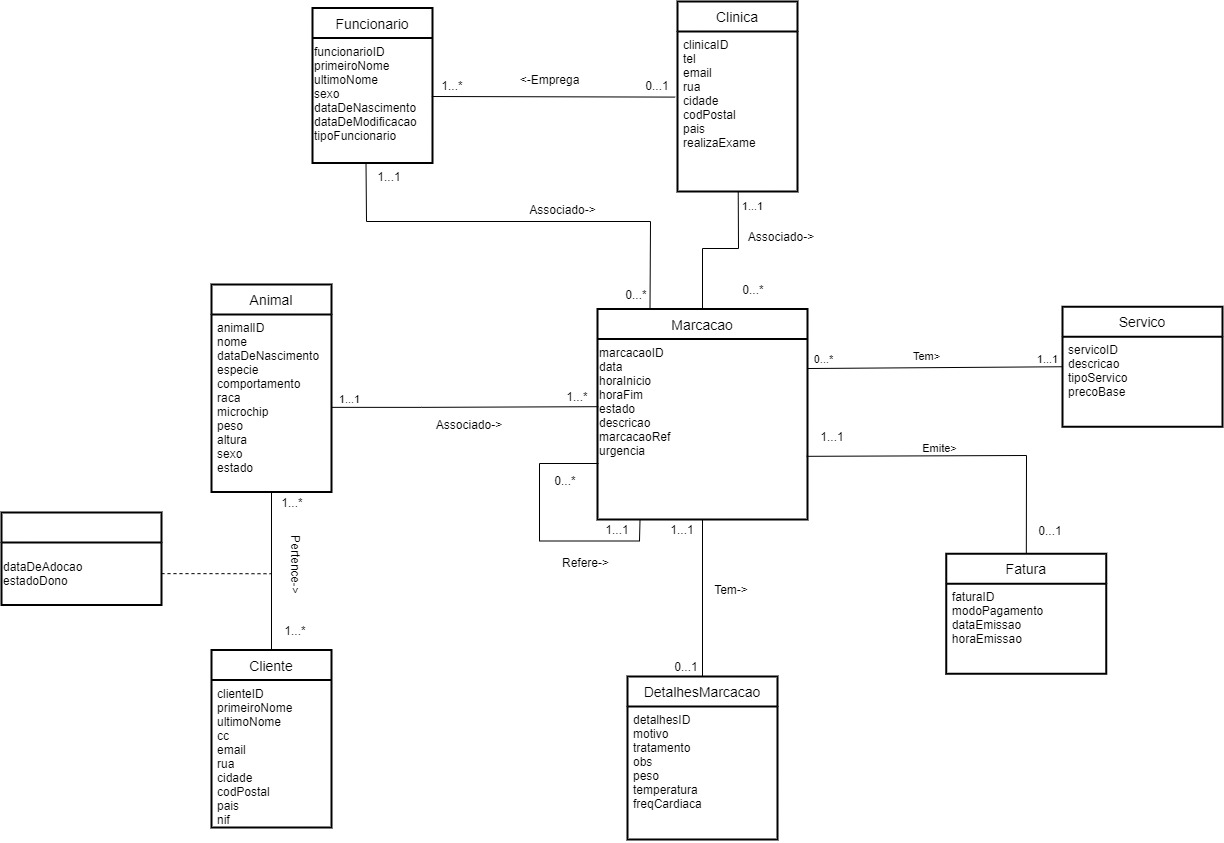 Funcionario
funcionarioID
primeiroNome
ultimoNome
sexo
dataDeNascimento
dataDeModificacao
tipoFuncionario
1...*
<-Emprega
0...1
Clinica
clinicaID
tel
email
rua
cidade
codPostal
pais
realizaExame
1...1
Associado->
0...*
1...1
Associado->
0...*
Animal
animalID
nome
dataDeNascimento
especie
comportamento
raca
microchip
peso
altura
sexo
estado
1...1
Associado->
1...*
Marcacao
marcacaoID
data
horaInicio
horaFim
estado
descricao
marcacaoRef
urgencia
0...*
Tem>
1...1
Servico
servicoID
descricao
tipoServico
precoBase
1...1
Emite>
0...1
Fatura
faturaID
modoPagamento
dataEmissao
horaEmissao
0...*
1...1
Refere->
1...1
Tem->
0...1
DetalhesMarcacao
detalhesID
motivo
tratamento
obs
peso
temperatura
freqCardiaca
1...*
Pertence->
1...*
dataDeAdocao
estadoDono
Cliente
clienteID
primeiroNome
ultimoNome
cc
email
rua
cidade
codPostal
pais
nif